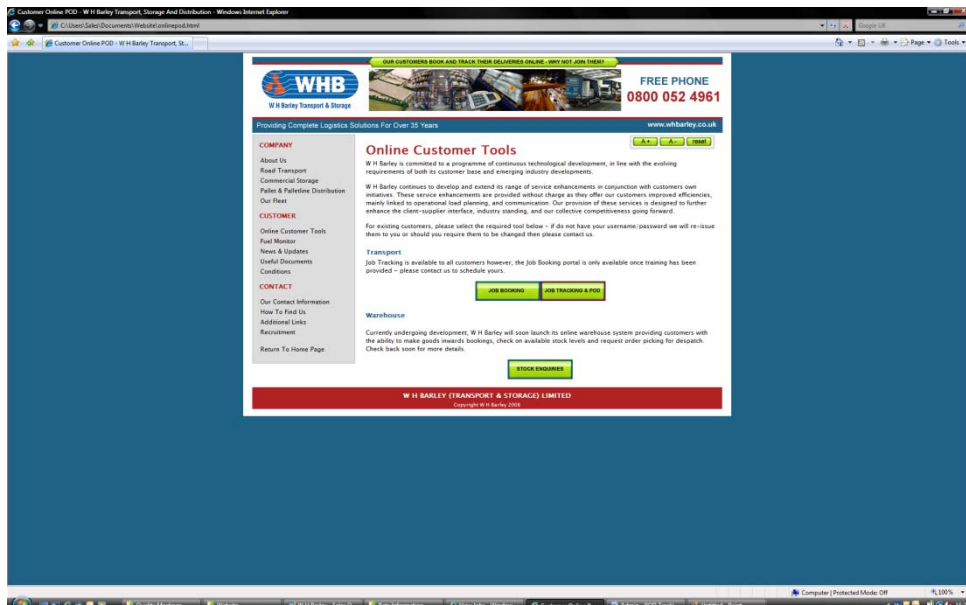 Customer Online POD - W H Barley Transport, Storage And Distribution - Windows Internet Explorer
C:\Users\Sales\Documents\Website\onlinepod.html
Google UK
Customer Online POD - W H Barley Transport, St...
Page
Tools
OUR CUSTOMERS BOOK AND TRACK THEIR DELIVERIES ONLINE - WHY NOT JOIN THEM?
WHB
W H Barley Transport & Storage
FREE PHONE
0800 052 4961
Providing Complete Logistics Solutions For Over 35 Years
www.whbarley.co.uk
A+ A- reset
COMPANY
About Us
Road Transport
Commercial Storage
Pallet & Palletline Distribution
Our Fleet
CUSTOMER
Online Customer Tools
Fuel Monitor
News & Updates
Useful Documents
Conditions
CONTACT
Our Contact Information
How To Find Us
Additional Links
Recruitment
Return To Home Page
Online Customer Tools
W H Barley is committed to a programme of continuous technological development, in line with the evolving
requirements of both its customer base and emerging industry developments.
W H Barley continues to develop and extend its range of service enhancements in conjunction with customers own
initiatives. These service enhancements are provided without charge as they offer our customers improved efficiencies,
mainly linked to operational load planning, and communication. Our provision of these services is designed to further
enhance the client-supplier interface, industry standing, and our collective competitiveness going forward.
For existing customers, please select the required tool below - if do not have your username/password we will re-issue
them to you or should you require them to be changed then please contact us.
Transport
Job Tracking is available to all customers however, the Job Booking portal is only available once training has been
provided - please contact us to schedule yours.
JOB BOOKING JOB TRACKING & POD
Warehouse
Currently undergoing development, W H Barley will soon launch its online warehouse system providing customers with
the ability to make goods inwards bookings, check on available stock levels and request order picking for despatch.
Check back soon for more details.
STOCK ENQUIRIES
W H BARLEY (TRANSPORT & STORAGE) LIMITED
Copyright W H Barley 2008
Computer | Protected Mode: Off
100%